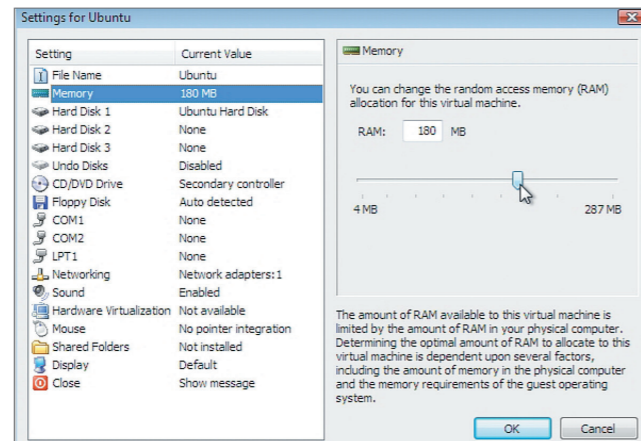 Settings for Ubuntu
Setting Current Value
File Name Ubuntu
Memory 180 MB
Hard Disk 1 Ubuntu Hard Disk
Hard Disk 2 None
Hard Disk 3 None
Undo Disks Disabled
CD/DVD Drive Secondary controller
Floppy Disk Auto detected
COM1 None
COM2 None
LPT1 None
Networking Network adapters:1
Sound Enabled
Hardware Virtualization Not available
Mouse No pointer integration
Shared Folders Not installed
Display Default
Close Show message
Memory
You can change the random access memory (RAM)
allocation for this virtual machine.
RAM: 180 MB
4 MB 287 MB
The amount of RAM available to this virtual machine is
limited by the amount of RAM in your physical computer.
Determining the optimal amount of RAM to allocate to this
virtual machine is dependent upon several factors,
including the amount of memory in the physical computer
and the memory requirements of the guest operating
system.
OK Cancel